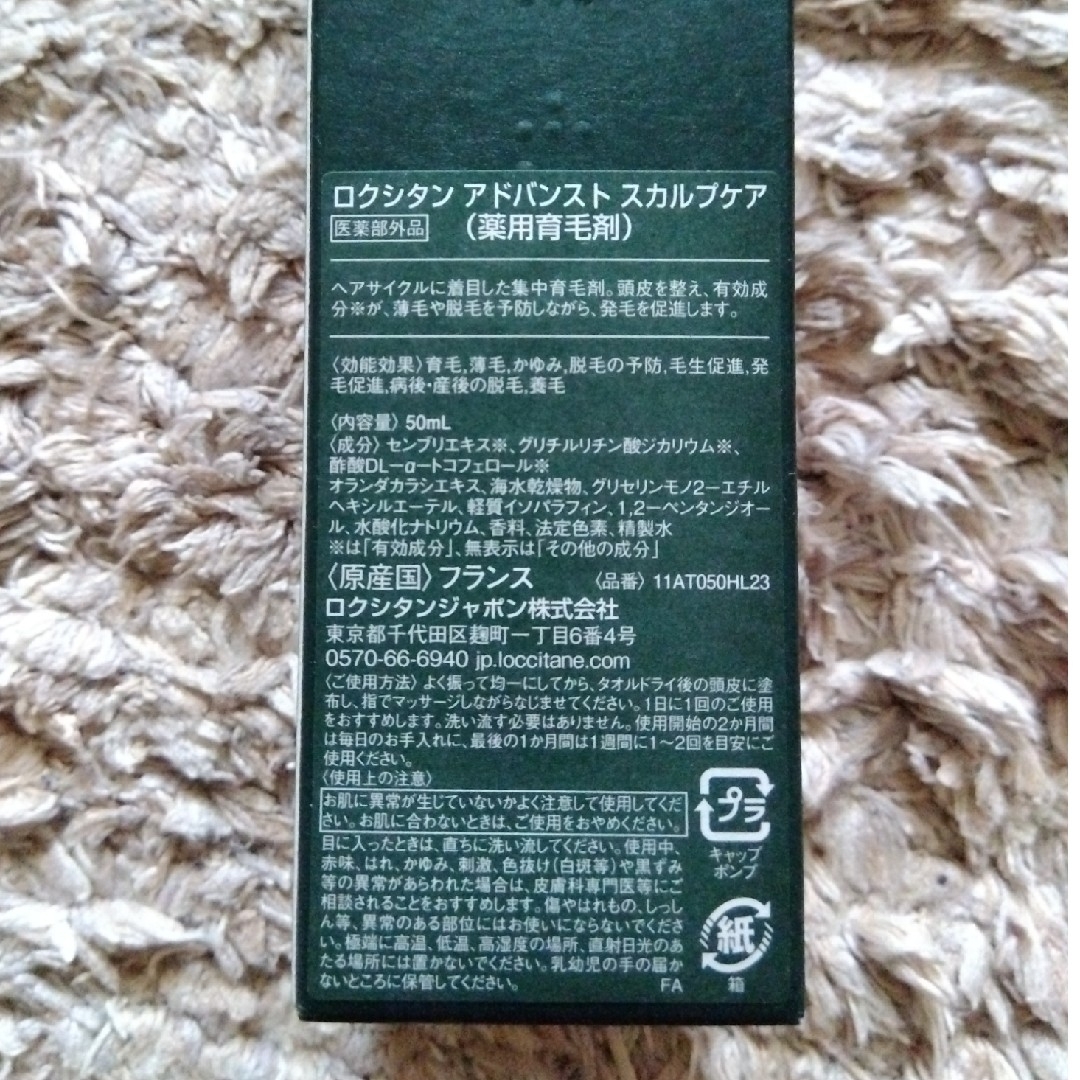 ロクシタン アドバンスト スカルプケア
医薬部外品 (薬用育毛剤)
ヘアサイクルに着目した集中育毛剤。頭皮を整え、有効成
分※が、薄毛や脱毛を予防しながら、発毛を促進します。
〈効能効果〉育毛,薄毛,かゆみ,脱毛の予防,毛生促進,発
毛促進,病後・産後の脱毛,養毛
〈内容量〉50mL
〈成分〉センブリエキス※、グリチルリチン酸ジカリウム※、
酢酸DL-α-トコフェロール※
オランダカラシエキス、海水乾燥物、グリセリンモノ2-エチル
ヘキシルエーテル、軽質イソパラフィン、1,2-ペンタンジオー
ル、水酸化ナトリウム、香料、法定色素、精製水
※は「有効成分」、無表示は「その他の成分」
〈原産国〉フランス 〈品番〉11AT050HL23
ロクシタンジャポン株式会社
東京都千代田区麹町一丁目6番4号
0570-66-6940 jp.loccitane.com
〈ご使用方法〉よく振って均一にしてから、タオルドライ後の頭皮に塗
布し、指でマッサージしながらなじませてください。1日に1回のご使用
をおすすめします。洗い流す必要はありません。使用開始の2か月間
は毎日のお手入れに、最後の1か月間は1週間に1〜2回を目安にご
使用ください。
〈使用上の注意〉
お肌に異常が生じていないかよく注意して使用してくだ
さい。お肌に合わないときは、ご使用をおやめください。
目に入ったときは、直ちに洗い流してください。使用中、
赤味、はれ、かゆみ、刺激、色抜け(白斑等)や黒ずみ
等の異常があらわれた場合は、皮膚科専門医等にご
相談されることをおすすめします。傷やはれもの、しっし
ん等、異常のある部位にはお使いにならないでくださ
い。極端に高温、低温、高湿度の場所、直射日光のあ
たる場所には置かないでください。乳幼児の手の届か
ないところに保管してください。
プラ
キャップ
ポンプ
紙
FA 箱